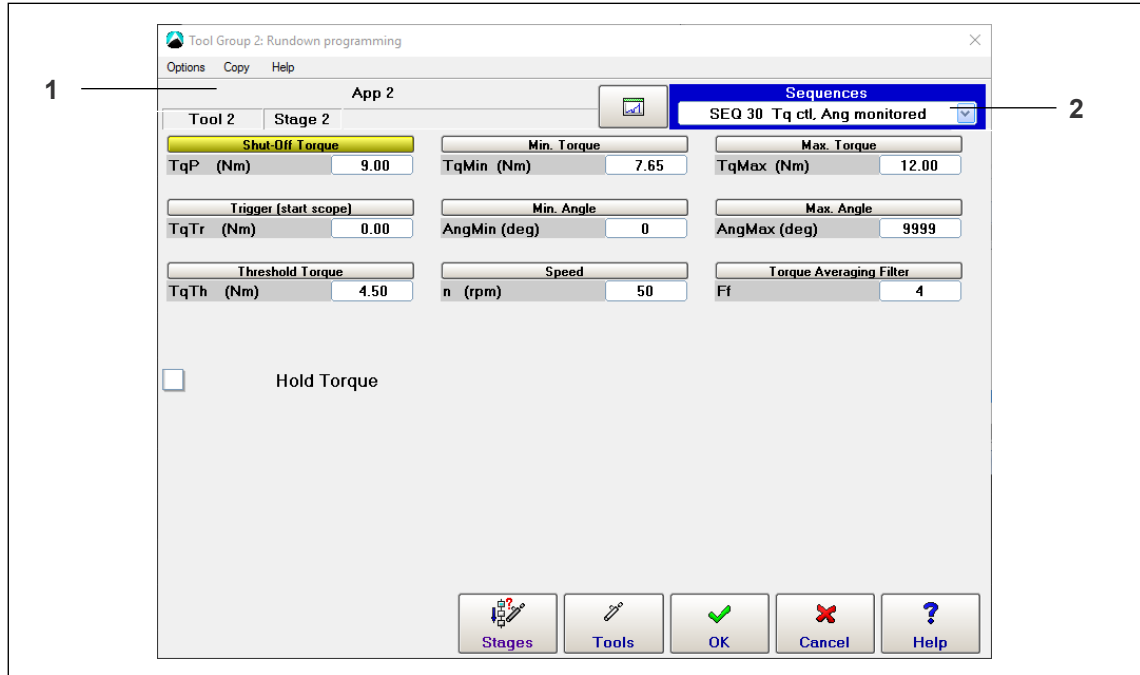 Tool Group 2: Rundown programming
Options Copy Help
1
App 2
Sequences
SEQ 30 Tq ctl, Ang monitored
2
Tool 2 Stage 2
Shut-Off Torque Min. Torque Max. Torque
TqP (Nm) 9.00 TqMin (Nm) 7.65 TqMax (Nm) 12.00
Trigger (start scope) Min. Angle Max. Angle
TqTr (Nm) 0.00 AngMin (deg) 0 AngMax (deg) 9999
Threshold Torque Speed Torque Averaging Filter
TqTh (Nm) 4.50 n (rpm) 50 Ff 4
Hold Torque
Stages Tools OK Cancel Help